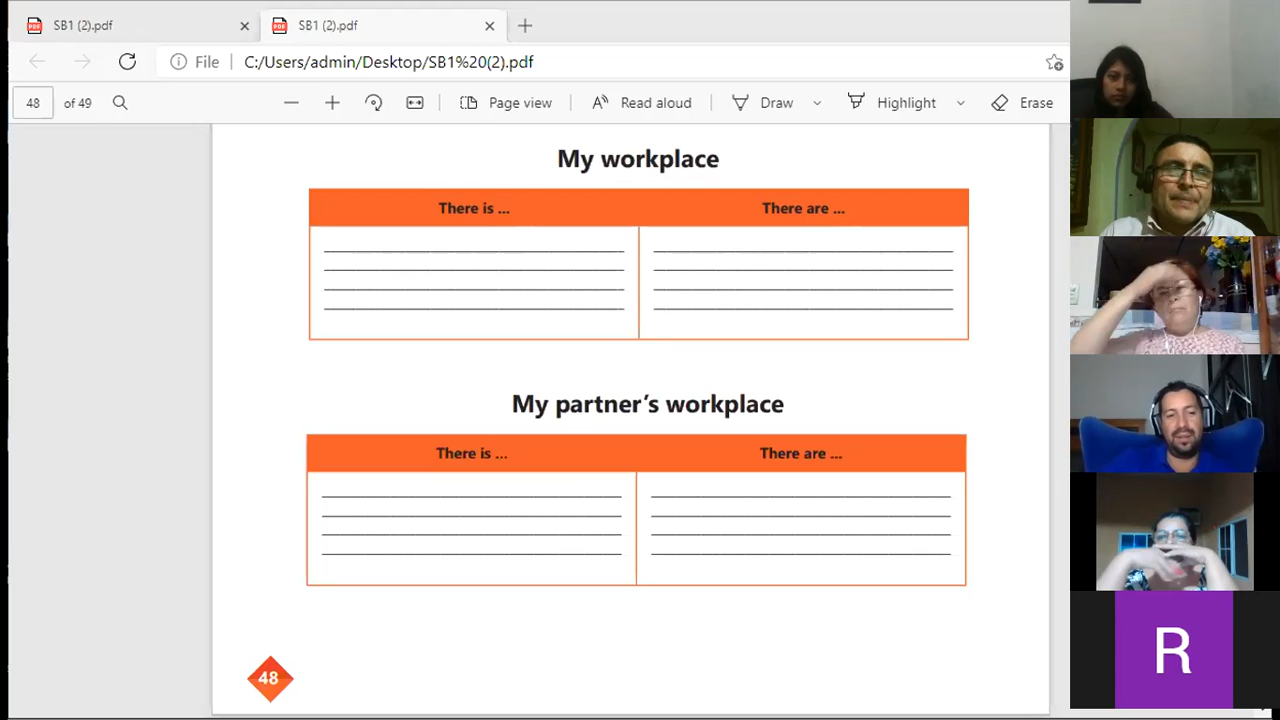 SB1 (2).pdf
SB1 (2).pdf
File C:/Users/admin/Desktop/SB1%20(2).pdf
48 of 49 Page view Read aloud Draw Highlight Erase
My workplace
There is ... There are ...
My partner's workplace
There is ... There are ...
48
R